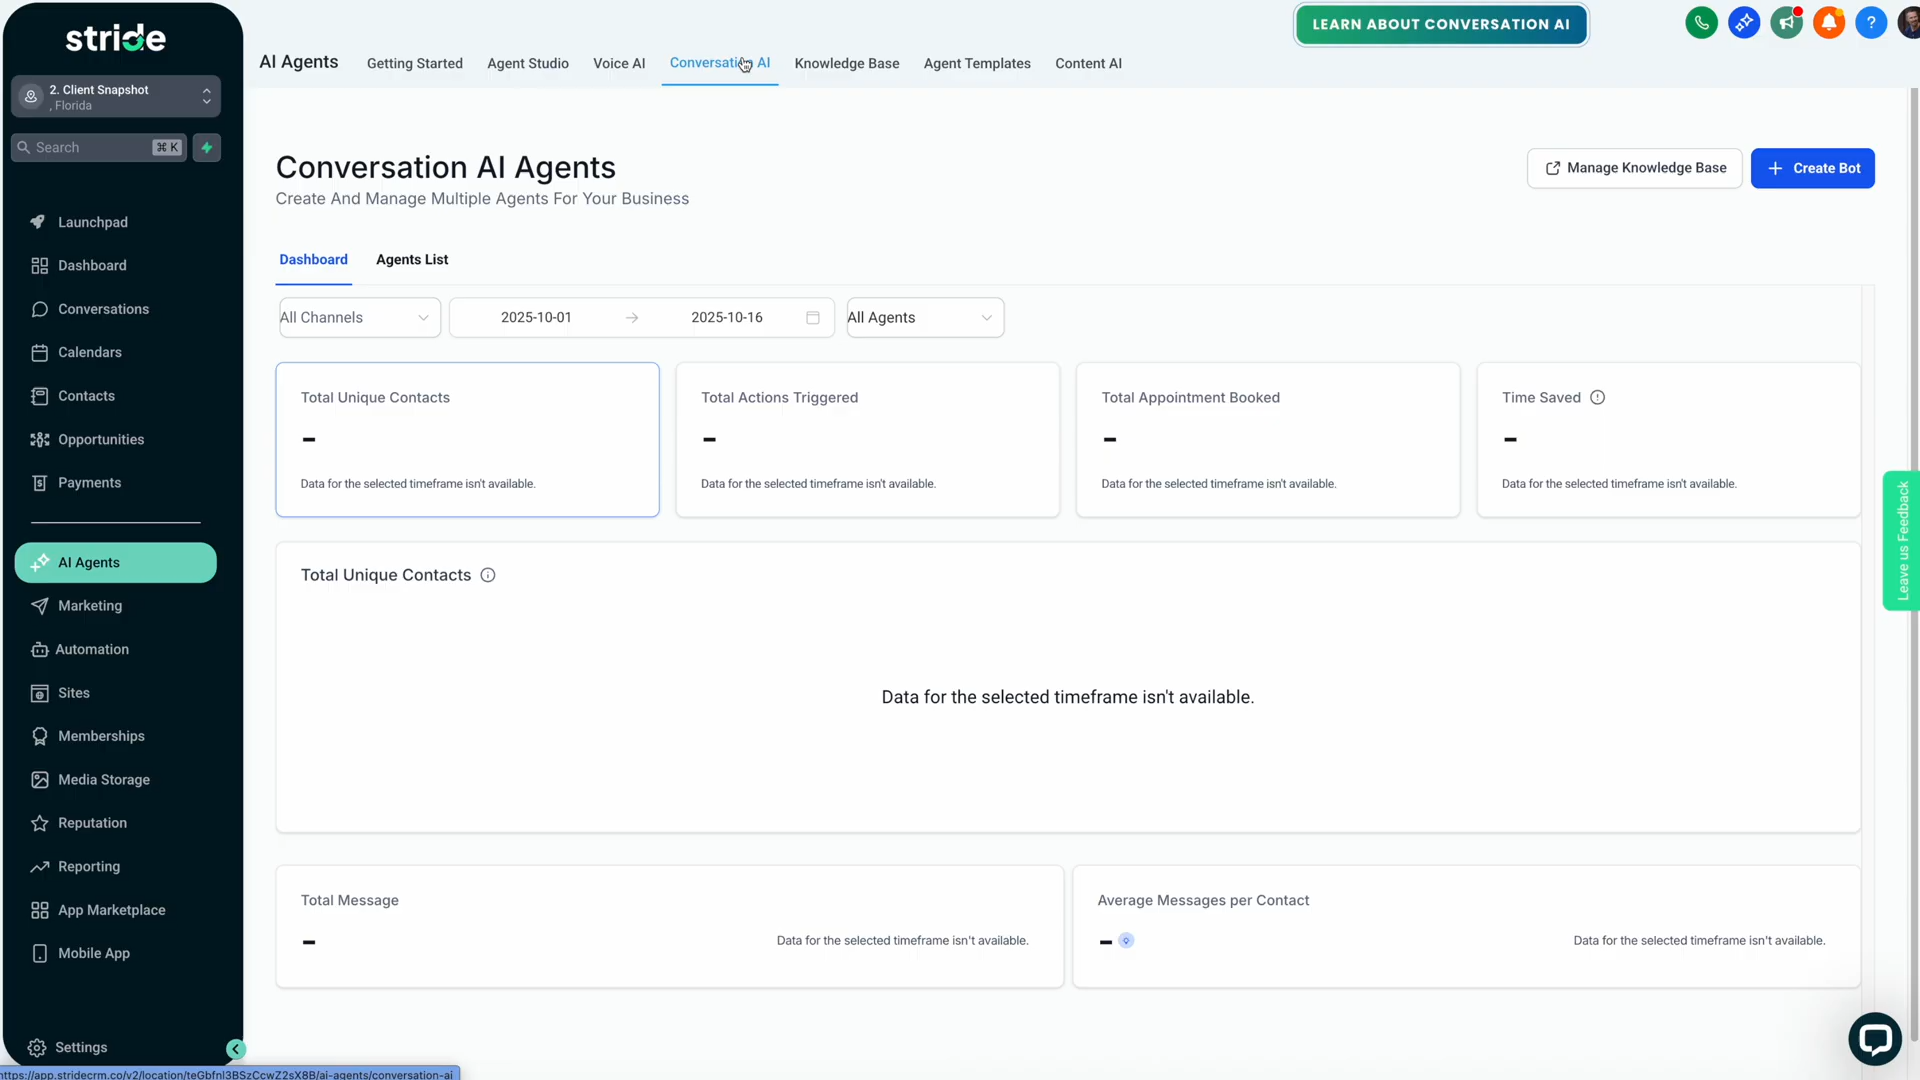 stride
2. Client Snapshot
, Florida
Search
⌘ K
Launchpad
Dashboard
Conversations
Calendars
Contacts
Opportunities
Payments
AI Agents
Marketing
Automation
Sites
Memberships
Media Storage
Reputation
Reporting
App Marketplace
Mobile App
Settings
https://app.stridecrm.co/v2/location/teGbfnl3BSzCcwZ2sX8B/ai-agents/conversation-ai
LEARN ABOUT CONVERSATION AI
?
AI Agents
Getting Started
Agent Studio
Voice AI
Conversation AI
Knowledge Base
Agent Templates
Content AI
Conversation AI Agents
Create And Manage Multiple Agents For Your Business
Manage Knowledge Base
+ Create Bot
Dashboard
Agents List
All Channels
2025-10-01 → 2025-10-16
All Agents
Total Unique Contacts
–
Data for the selected timeframe isn't available.
Total Actions Triggered
–
Data for the selected timeframe isn't available.
Total Appointment Booked
–
Data for the selected timeframe isn't available.
Time Saved
–
Data for the selected timeframe isn't available.
Total Unique Contacts
Data for the selected timeframe isn't available.
Total Message
–
Data for the selected timeframe isn't available.
Average Messages per Contact
–
Data for the selected timeframe isn't available.
Leave us Feedback